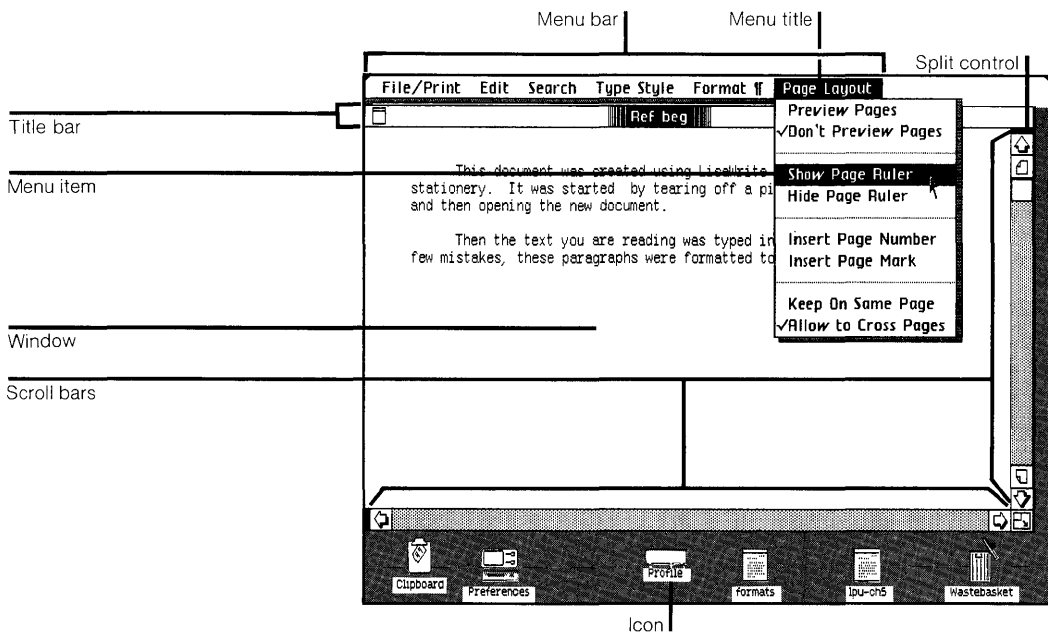 Menu bar
Menu title
Split control
File/Print Edit Search Type Style Format ¶ Page Layout
Title bar
Ref beg
Preview Pages
✓Don't Preview Pages
Menu item
This document was created using LisaWrite
Show Page Ruler
stationery. It was started by tearing off a pi
Hide Page Ruler
and then opening the new document.
Then the text you are reading was typed in
Insert Page Number
few mistakes, these paragraphs were formatted to
Insert Page Mark
Keep On Same Page
✓Allow to Cross Pages
Window
Scroll bars
Clipboard
Preferences
Profile
formats
lpu-ch5
Wastebasket
Icon